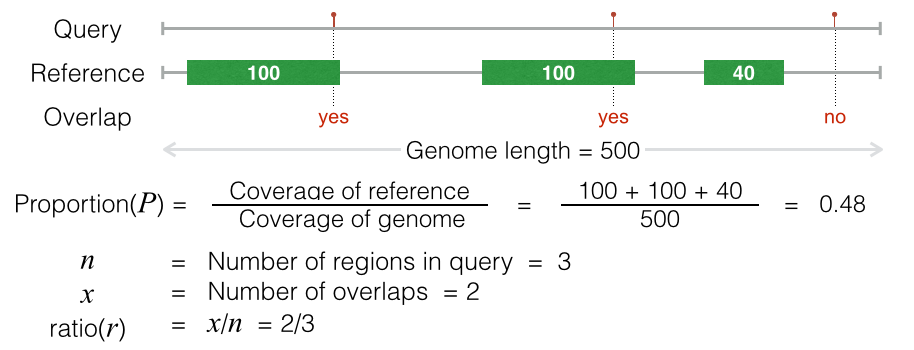 Query
Reference 100 100 40
Overlap yes yes no
Genome length = 500
Proportion(P) = Coverage of reference / Coverage of genome = 100 + 100 + 40 / 500 = 0.48
n = Number of regions in query = 3
x = Number of overlaps = 2
ratio(r) = x/n = 2/3